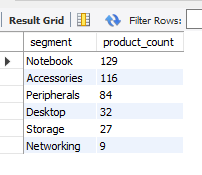 Result Grid Filter Rows:
segment product_count
Notebook 129
Accessories 116
Peripherals 84
Desktop 32
Storage 27
Networking 9